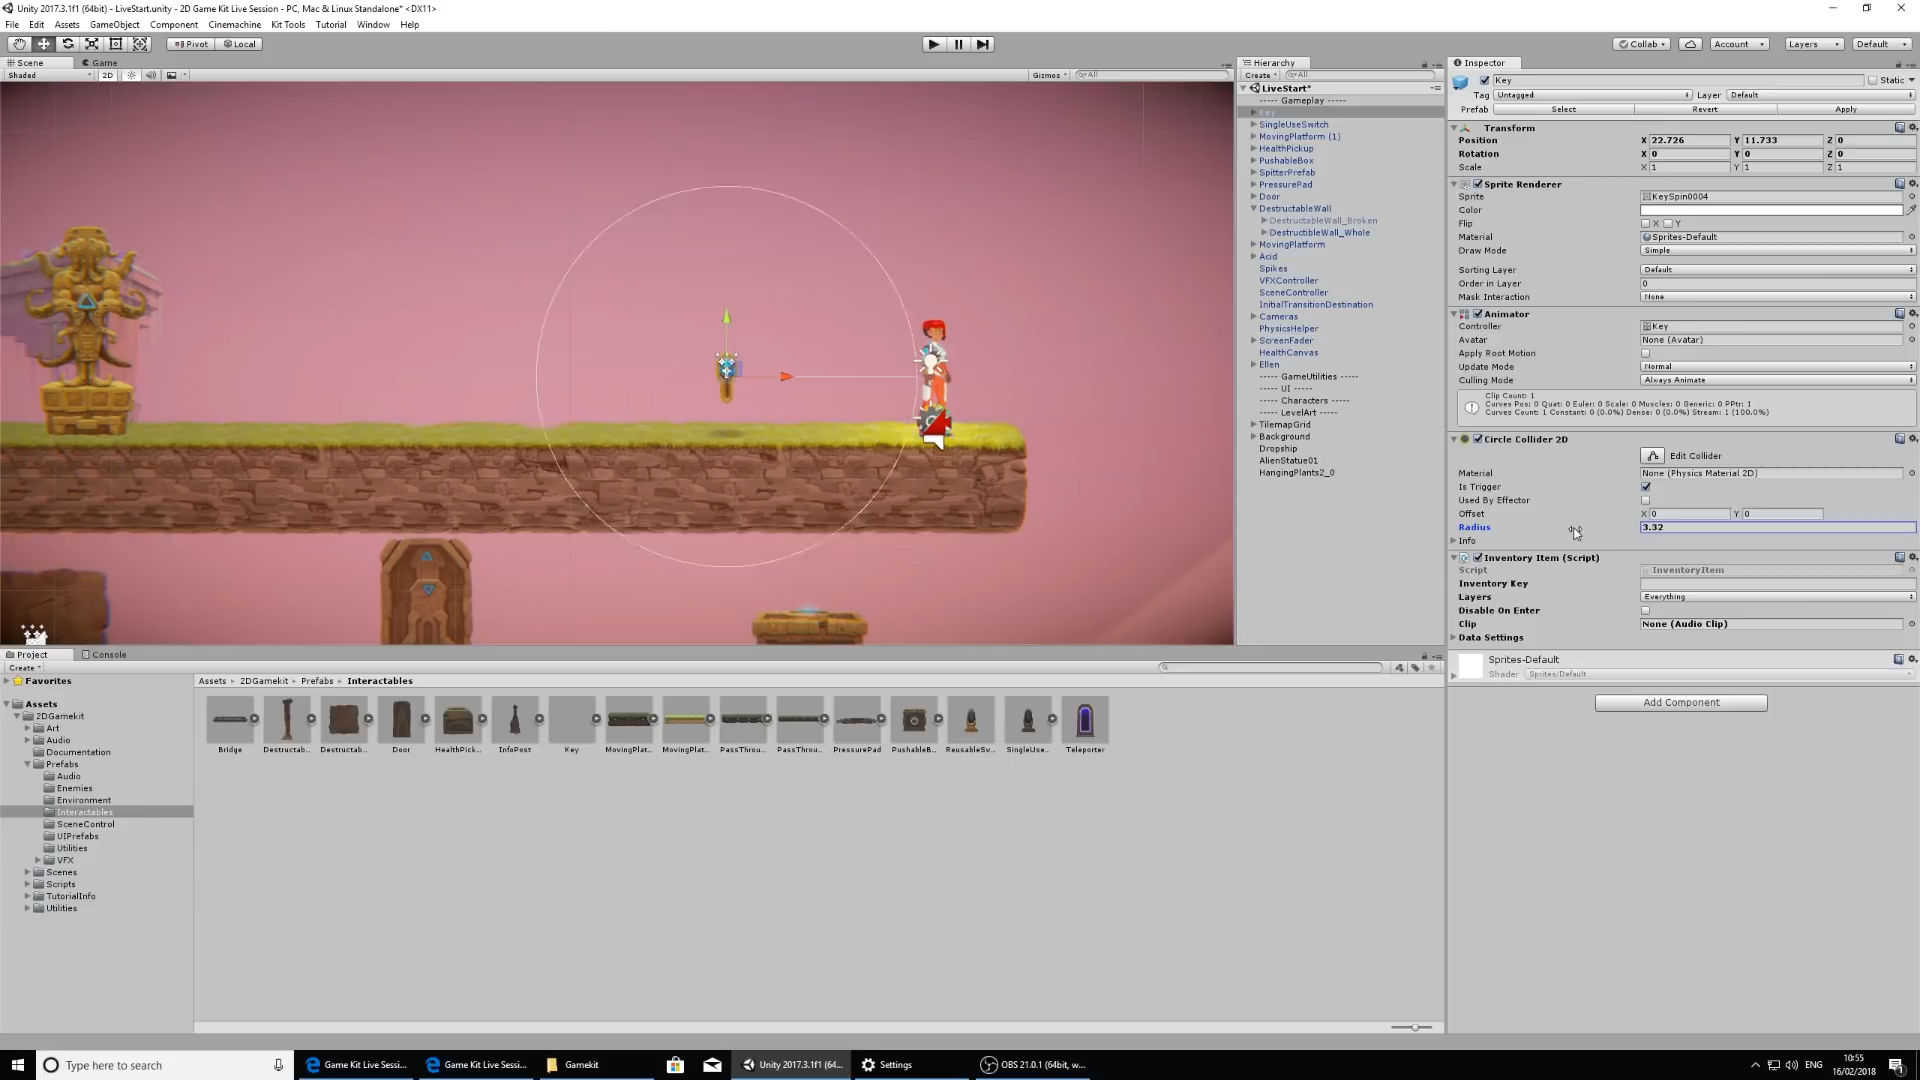 Unity 2017.3.1f1 (64bit) - LiveStart.unity - 2D Game Kit Live Session - PC, Mac & Linux Standalone* <DX11>
File Edit Assets GameObject Component Kit Tools Cinemachine Tutorial Window Help
Pivot Local Collab Account Layers Default
Scene Game
Shaded 2D Gizmos All
Hierarchy
Create All
LiveStart*
----- Gameplay -----
Key
SingleUseSwitch
MovingPlatform (1)
HealthPickup
PushableBox
SpitterPrefab
PressurePad
Door
DestructableWall
DestructableWall_Broken
DestructibleWall_Whole
MovingPlatform
Acid
Spikes
VFXController
SceneController
InitialTransitionDestination
Cameras
PhysicsHelper
ScreenFader
HealthCanvas
Ellen
----- GameUtilities -----
----- UI -----
----- Characters -----
----- LevelArt -----
TilemapGrid
Background
Dropship
AlienStatue01
HangingPlants2_0
Inspector
Key Static
Tag Untagged Layer Default
Prefab Select Revert Apply
Transform
Position X 22.726 Y 11.733 Z 0
Rotation X 0 Y 0 Z 0
Scale X 1 Y 1 Z 1
Sprite Renderer
Sprite KeySpin0004
Color
Flip X Y
Material Sprites-Default
Draw Mode Simple
Sorting Layer Default
Order in Layer 0
Mask Interaction None
Animator
Controller Key
Avatar None (Avatar)
Apply Root Motion
Update Mode Normal
Culling Mode Always Animate
Clip Count: 1
Curves Pos: 0 Quat: 0 Euler: 0 Scale: 0 Muscles: 0 Generic: 0 PPtr: 1
Curves Count: 1 Constant: 0 (0.0%) Dense: 0 (0.0%) Stream: 1 (100.0%)
Circle Collider 2D
Edit Collider
Material None (Physics Material 2D)
Is Trigger
Used By Effector
Offset X 0 Y 0
Radius 3.32
Info
Inventory Item (Script)
Script InventoryItem
Inventory Key
Layers Everything
Disable On Enter
Clip None (Audio Clip)
Data Settings
Sprites-Default
Shader Sprites/Default
Add Component
Project Console
Create
Favorites
Assets
2DGamekit
Art
Audio
Documentation
Prefabs
Audio
Enemies
Environment
Interactables
SceneControl
UIPrefabs
Utilities
VFX
Scenes
Scripts
TutorialInfo
Utilities
Assets 2DGamekit Prefabs Interactables
Bridge Destructab... Destructab... Door HealthPick... InfoPost Key MovingPlat... MovingPlat... PassThrou... PassThrou... PressurePad PushableB... ReusableSw... SingleUse... Teleporter
Type here to search Game Kit Live Sessi... Game Kit Live Sessi... Gamekit Unity 2017.3.1f1 (64... Settings OBS 21.0.1 (64bit, w... ENG 10:55
16/02/2018